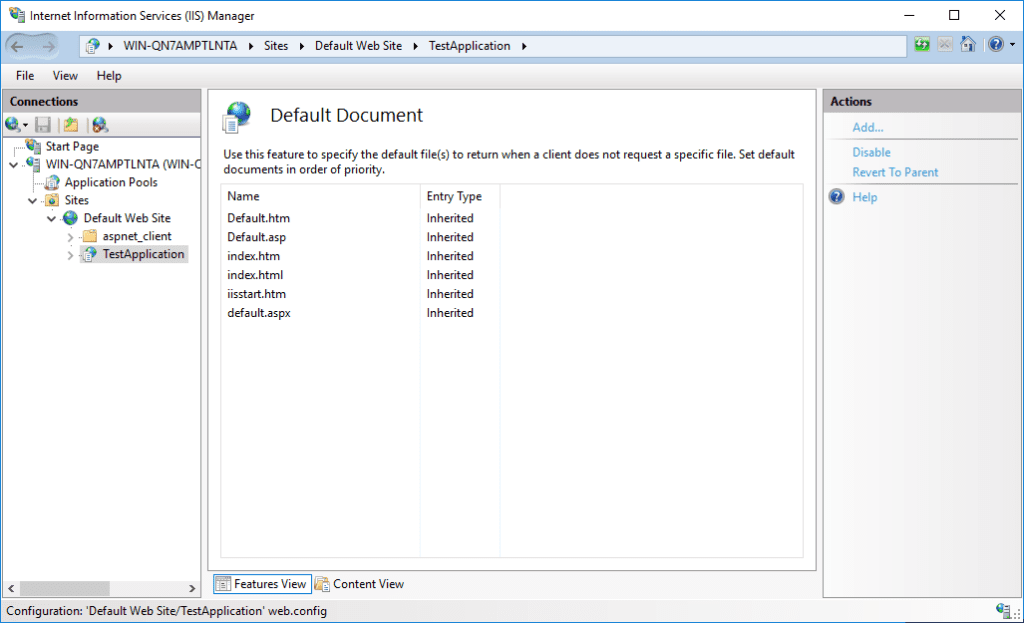 Internet Information Services (IIS) Manager
WIN-QN7AMPTLNTA Sites Default Web Site TestApplication
File View Help
Connections
Start Page
WIN-QN7AMPTLNTA (WIN-Q
Application Pools
Sites
Default Web Site
aspnet_client
TestApplication
Default Document
Use this feature to specify the default file(s) to return when a client does not request a specific file. Set default
documents in order of priority.
Name Entry Type
Default.htm Inherited
Default.asp Inherited
index.htm Inherited
index.html Inherited
iisstart.htm Inherited
default.aspx Inherited
Features View Content View
Actions
Add...
Disable
Revert To Parent
Help
Configuration: 'Default Web Site/TestApplication' web.config